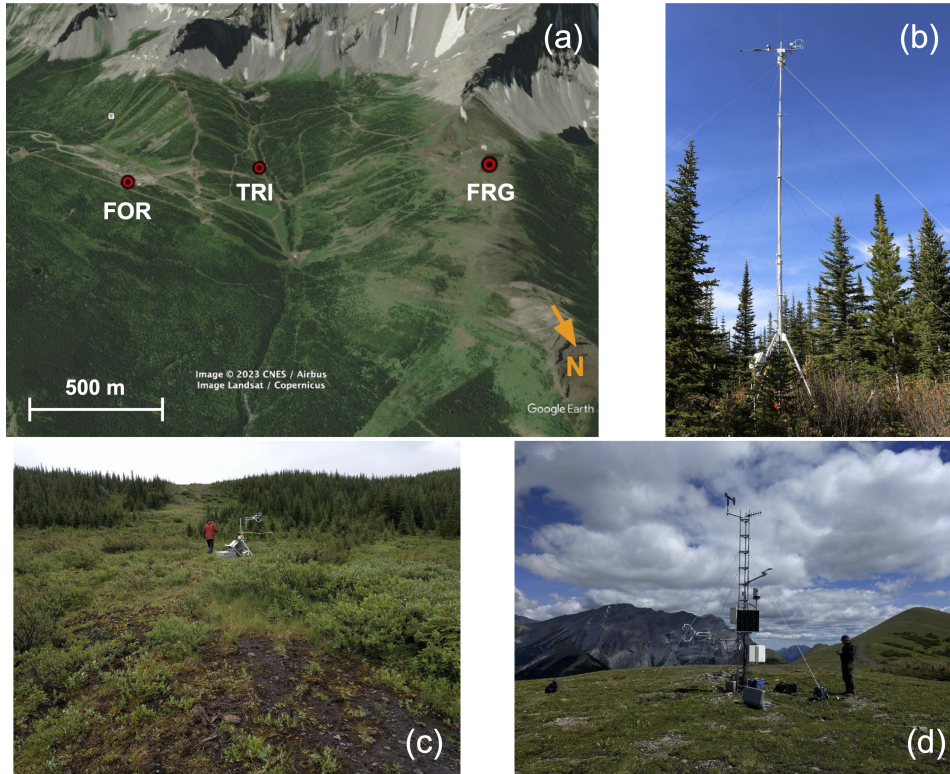 (a)
(b)
FOR
TRI
FRG
N
Image © 2023 CNES / Airbus
Image Landsat / Copernicus
500 m
Google Earth
(c)
(d)